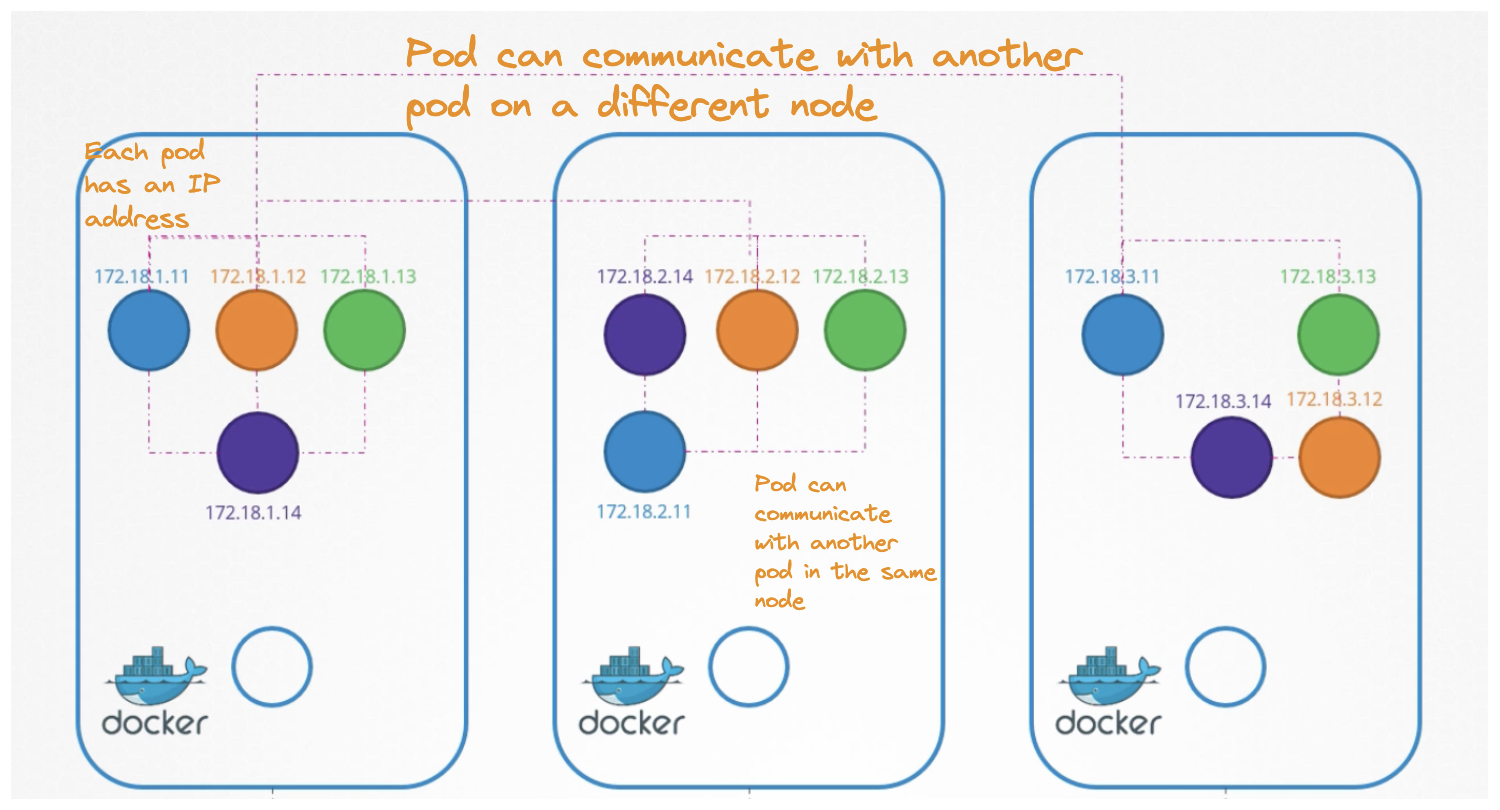 Pod can communicate with another
pod on a different node
Each pod
has an IP
address
172.18.1.11
172.18.1.12
172.18.1.13
172.18.1.14
172.18.2.14
172.18.2.12
172.18.2.13
172.18.2.11
Pod can
communicate
with another
pod in the same
node
172.18.3.11
172.18.3.13
172.18.3.14
172.18.3.12
docker
docker
docker